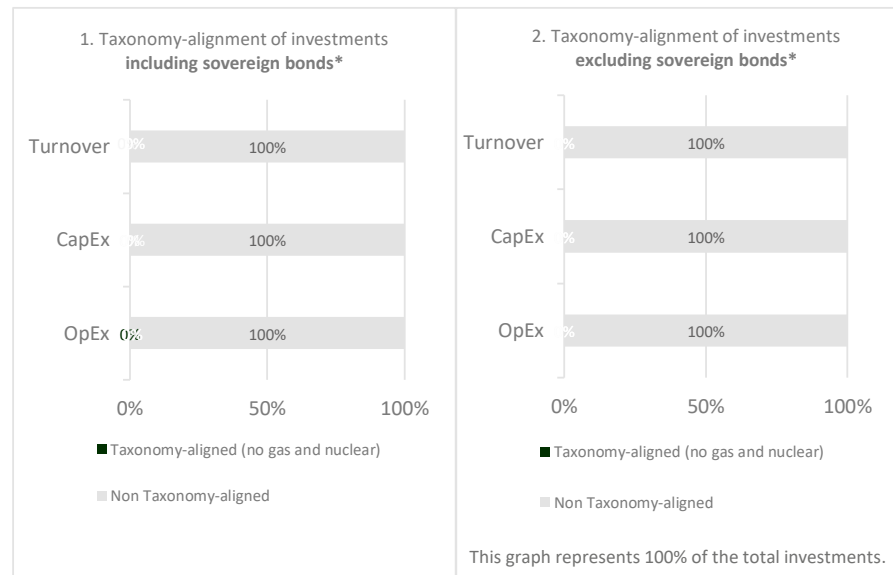 1. Taxonomy-alignment of investments
including sovereign bonds*
Turnover
0%
100%
CapEx
0%
100%
OpEx
0%
100%
0%
50%
100%
Taxonomy-aligned (no gas and nuclear)
Non Taxonomy-aligned
2. Taxonomy-alignment of investments
excluding sovereign bonds*
Turnover
100%
CapEx
100%
OpEx
100%
0%
50%
100%
Taxonomy-aligned (no gas and nuclear)
Non Taxonomy-aligned
This graph represents 100% of the total investments.